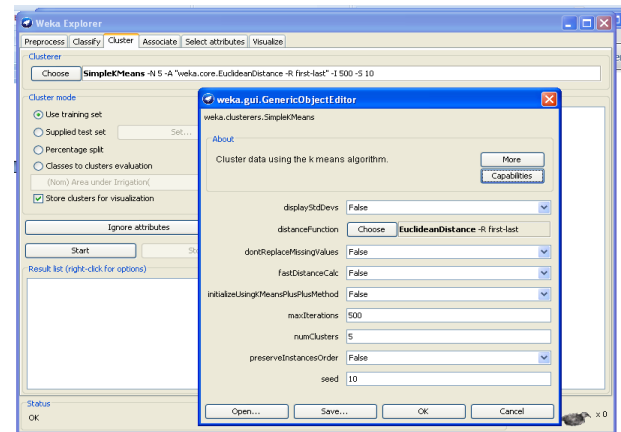 Weka Explorer
Preprocess Classify Cluster Associate Select attributes Visualize
Clusterer
Choose SimpleKMeans -N 5 -A "weka.core.EuclideanDistance -R first-last" -I 500 -S 10
Cluster mode
Use training set
Supplied test set Set...
Percentage split
Classes to clusters evaluation
(Nom) Area under Irrigation(
Store clusters for visualization
Ignore attributes
Start
Result list (right-click for options)
Status
OK
x 0
weka.gui.GenericObjectEditor
weka.clusterers.SimpleKMeans
About
Cluster data using the k means algorithm.
More
Capabilities
displayStdDevs False
distanceFunction Choose EuclideanDistance -R first-last
dontReplaceMissingValues False
fastDistanceCalc False
initializeUsingKMeansPlusPlusMethod False
maxIterations 500
numClusters 5
preserveInstancesOrder False
seed 10
Open... Save... OK Cancel